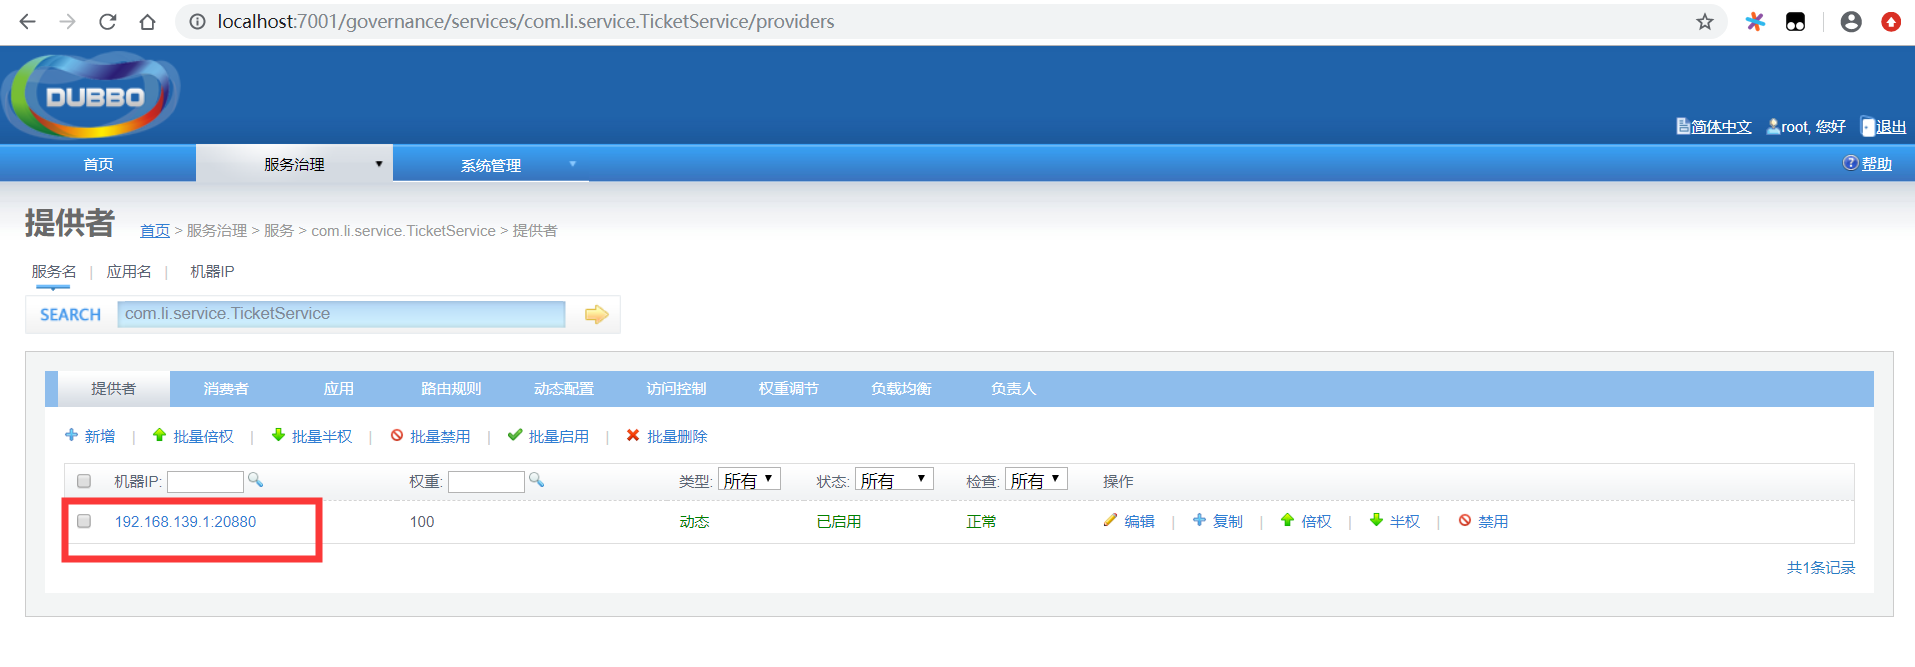 localhost:7001/governance/services/com.li.service.TicketService/providers
DUBBO
简体中文 root, 您好 退出
首页 服务治理 系统管理 帮助
提供者 首页 > 服务治理 > 服务 > com.li.service.TicketService > 提供者
服务名 | 应用名 | 机器IP
SEARCH com.li.service.TicketService
提供者 消费者 应用 路由规则 动态配置 访问控制 权重调节 负载均衡 负责人
新增 | 批量倍权 | 批量半权 | 批量禁用 | 批量启用 | 批量删除
机器IP: 权重: 类型: 所有 状态: 所有 检查: 所有 操作
192.168.139.1:20880 100 动态 已启用 正常 编辑 | 复制 | 倍权 | 半权 | 禁用
共1条记录